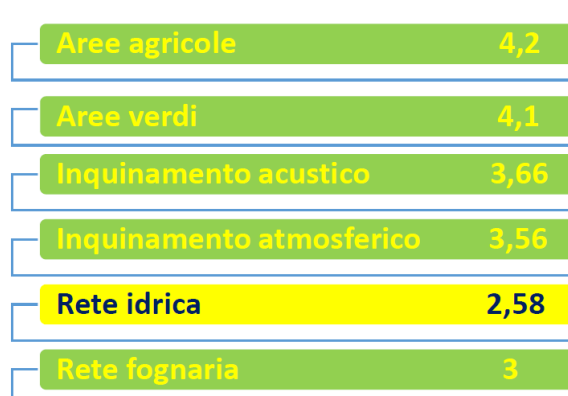 Aree agricole 4,2
Aree verdi 4,1
Inquinamento acustico 3,66
Inquinamento atmosferico 3,56
Rete idrica 2,58
Rete fognaria 3